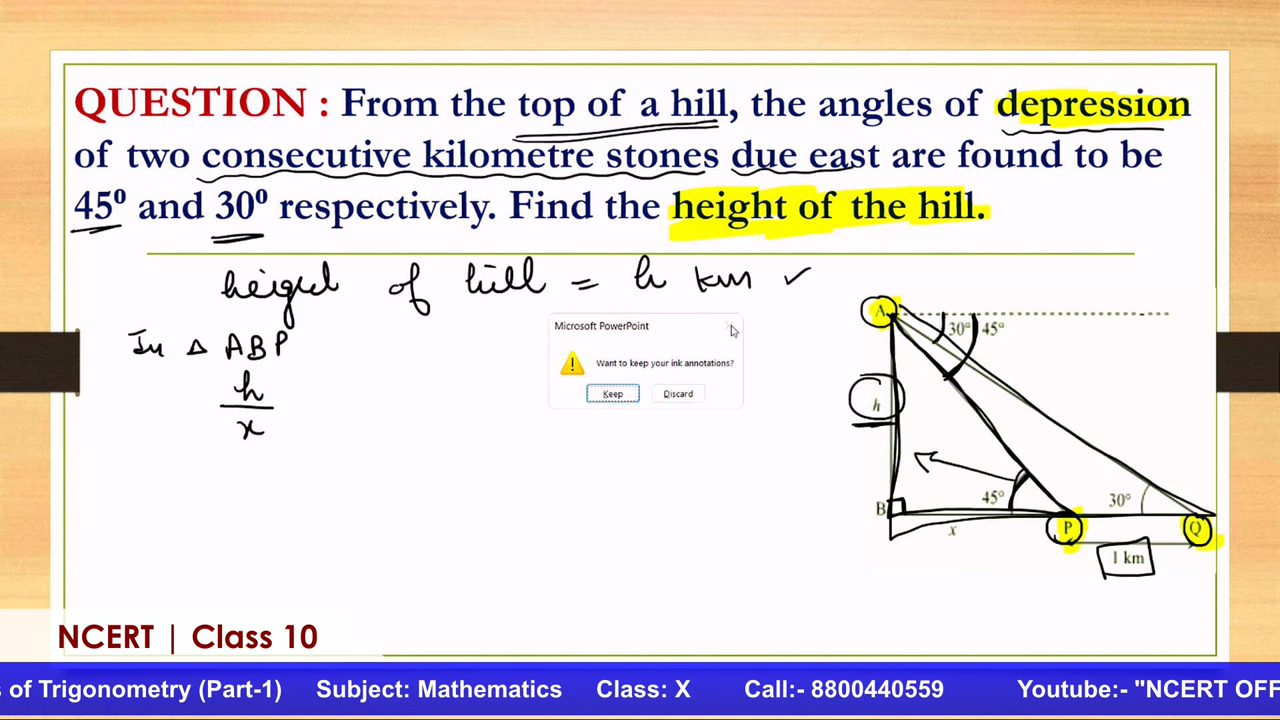 QUESTION : From the top of a hill, the angles of depression
of two consecutive kilometre stones due east are found to be
45⁰ and 30⁰ respectively. Find the height of the hill.
height of hill = h km ✓
In Δ ABP
h
x
Microsoft PowerPoint
Want to keep your ink annotations?
Keep Discard
A
30° 45°
h
B 45° 30°
x P Q
1 km
NCERT | Class 10
s of Trigonometry (Part-1) Subject: Mathematics Class: X Call:- 8800440559 Youtube:- "NCERT OFF